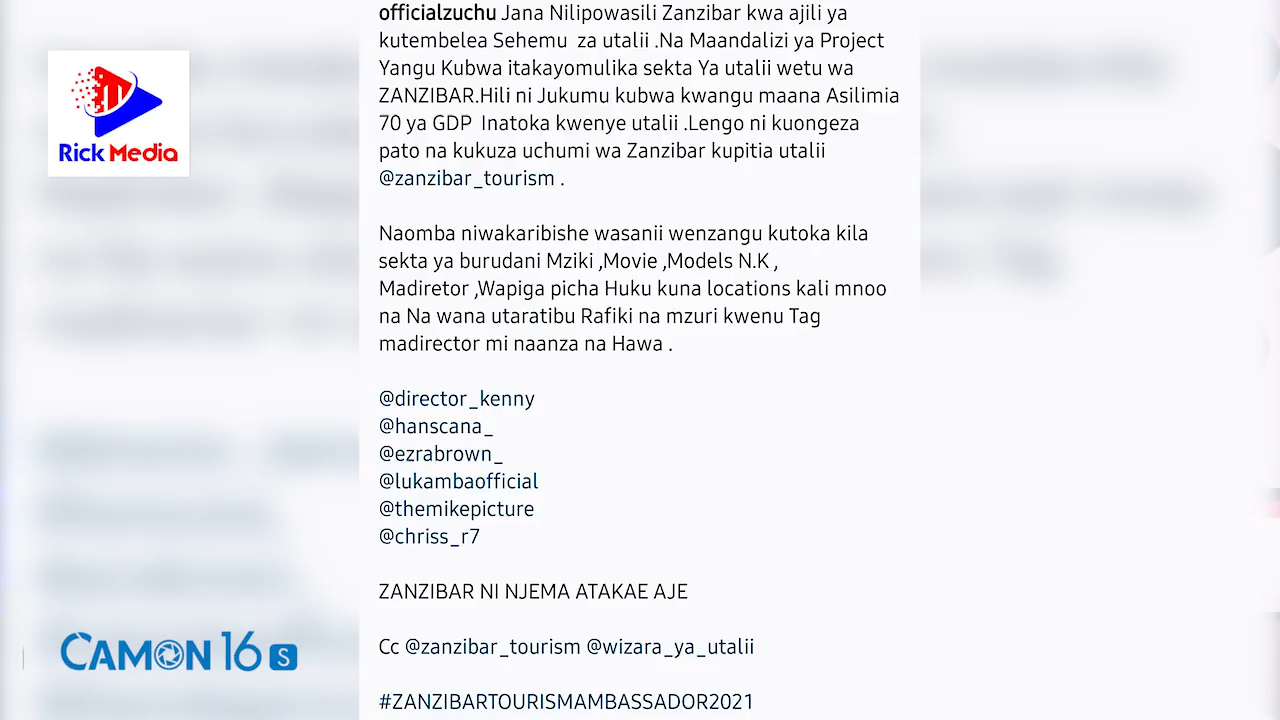 officialzuchu Jana Nilipowasili Zanzibar kwa ajili ya
kutembelea Sehemu za utalii .Na Maandalizi ya Project
Yangu Kubwa itakayomulika sekta Ya utalii wetu wa
ZANZIBAR.Hili ni Jukumu kubwa kwangu maana Asilimia
70 ya GDP Inatoka kwenye utalii .Lengo ni kuongeza
pato na kukuza uchumi wa Zanzibar kupitia utalii
@zanzibar_tourism .
Naomba niwakaribishe wasanii wenzangu kutoka kila
sekta ya burudani Mziki ,Movie ,Models N.K ,
Madiretor ,Wapiga picha Huku kuna locations kali mnoo
na Na wana utaratibu Rafiki na mzuri kwenu Tag
madirector mi naanza na Hawa .
@director_kenny
@hanscana_
@ezrabrown_
@lukambaofficial
@themikepicture
@chriss_r7
ZANZIBAR NI NJEMA ATAKAE AJE
Cc @zanzibar_tourism @wizara_ya_utalii
#ZANZIBARTOURISMAMBASSADOR2021
Rick Media
CAMON 16 S